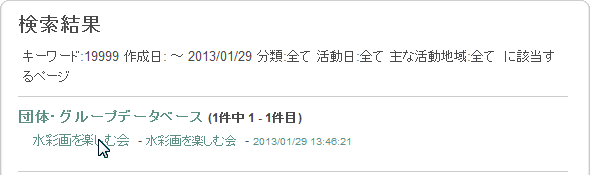 検索結果
キーワード:19999 作成日: ～ 2013/01/29 分類:全て 活動日:全て 主な活動地域:全て に該当す
るページ
団体・グループデータベース (1件中 1 - 1件目)
水彩画を楽しむ会 - 水彩画を楽しむ会 - 2013/01/29 13:46:21